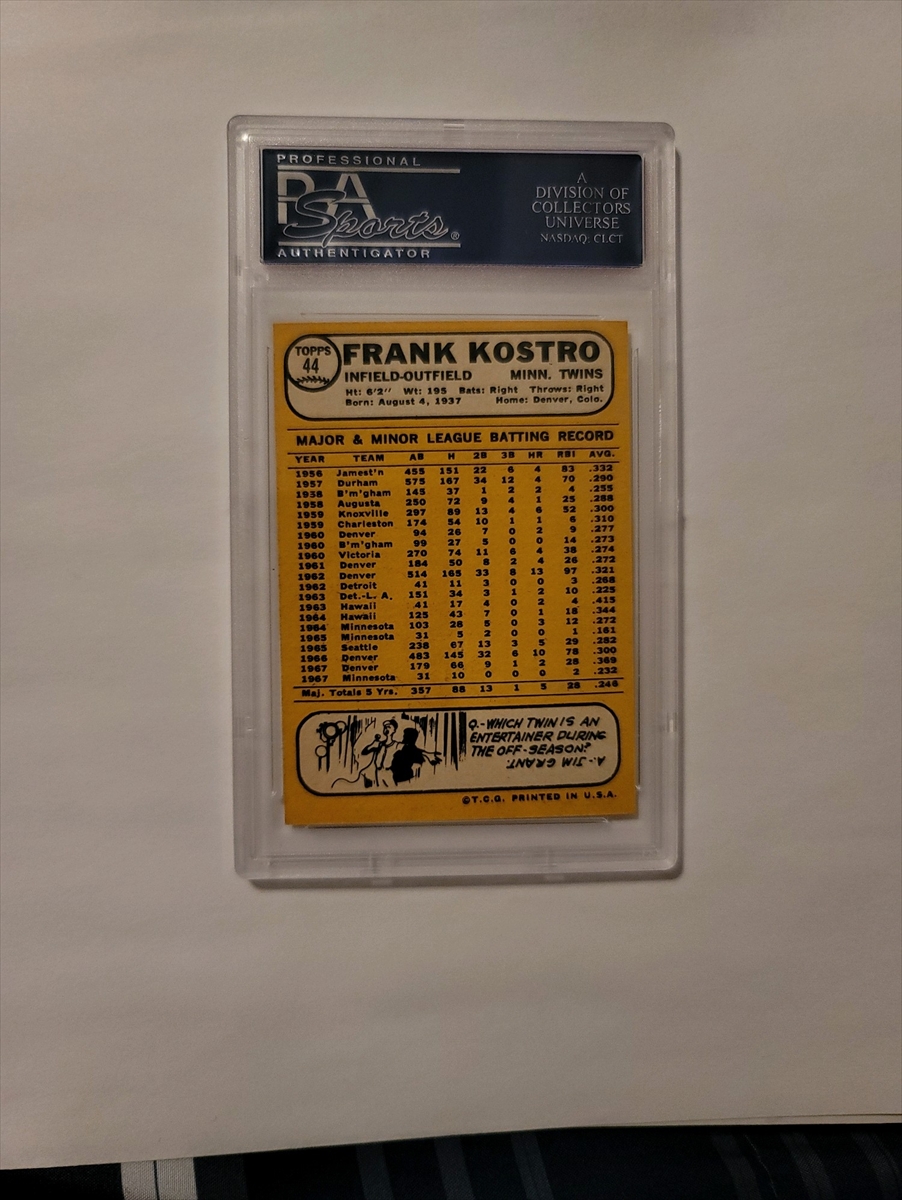 PROFESSIONAL
PSA
Sports®
AUTHENTICATOR
A
DIVISION OF
COLLECTORS
UNIVERSE
NASDAQ: CLCT
TOPPS
44
FRANK KOSTRO
INFIELD-OUTFIELD MINN. TWINS
Ht: 6'2" Wt: 195 Bats: Right Throws: Right
Born: August 4, 1937 Home: Denver, Colo.
MAJOR & MINOR LEAGUE BATTING RECORD
YEAR TEAM AB H 2B 3B HR RBI AVG.
1956 Jamest'n 455 151 22 6 4 83 .332
1957 Durham 575 167 34 12 4 70 .290
1958 B'm'gham 145 37 1 2 2 4 .255
1958 Augusta 250 72 9 4 1 25 .288
1959 Knoxville 297 89 13 4 6 52 .300
1959 Charleston 174 54 10 1 1 6 .310
1960 Denver 94 26 7 0 2 9 .277
1960 B'm'gham 99 27 5 0 0 14 .273
1960 Victoria 270 74 11 6 4 38 .274
1961 Denver 184 50 8 2 4 26 .272
1962 Denver 514 165 33 8 13 97 .321
1962 Detroit 41 11 3 0 0 3 .268
1963 Det.-L. A. 151 34 3 1 2 10 .225
1963 Hawaii 41 17 4 0 2 4 .415
1964 Hawaii 125 43 7 0 1 18 .344
1964 Minnesota 103 28 5 0 3 12 .272
1965 Minnesota 31 5 2 0 0 1 .161
1965 Seattle 238 67 13 3 5 29 .282
1966 Denver 483 145 32 6 10 78 .300
1967 Denver 179 66 9 1 2 28 .369
1967 Minnesota 31 10 0 0 0 2 .232
Maj. Totals 5 Yrs. 357 88 13 1 5 28 .246
Q.-WHICH TWIN IS AN
ENTERTAINER DURING
THE OFF-SEASON?
A.-JIM GRANT.
©T.C.G. PRINTED IN U.S.A.